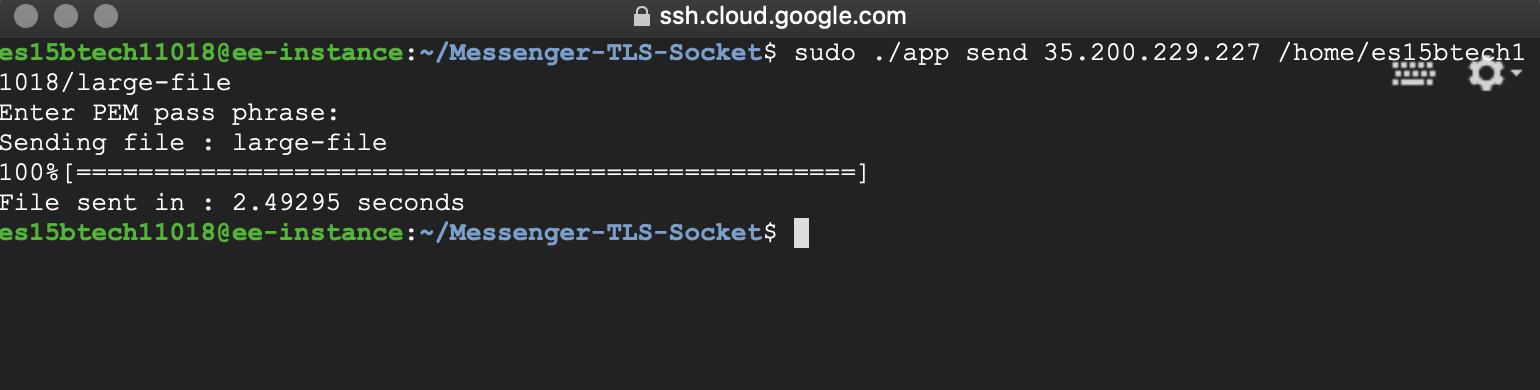 ssh.cloud.google.com
es15btech11018@ee-instance:~/Messenger-TLS-Socket$ sudo ./app send 35.200.229.227 /home/es15btech1
1018/large-file
Enter PEM pass phrase:
Sending file : large-file
100%[===================================================]
File sent in : 2.49295 seconds
es15btech11018@ee-instance:~/Messenger-TLS-Socket$